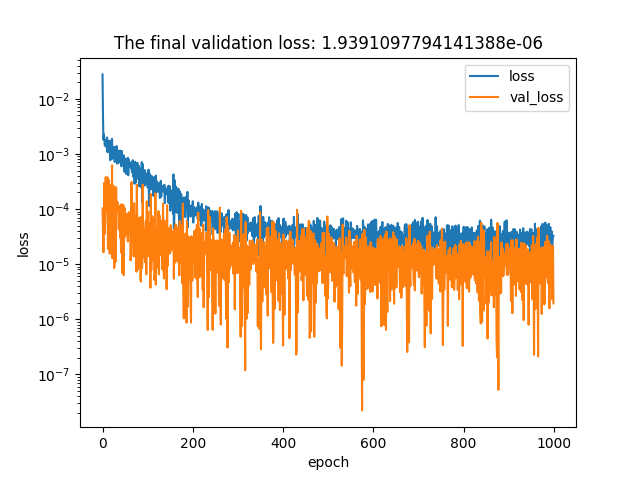 The final validation loss: 1.9391097794141388e-06
loss
val_loss
10⁻²
10⁻³
10⁻⁴
10⁻⁵
10⁻⁶
10⁻⁷
loss
0 200 400 600 800 1000
epoch